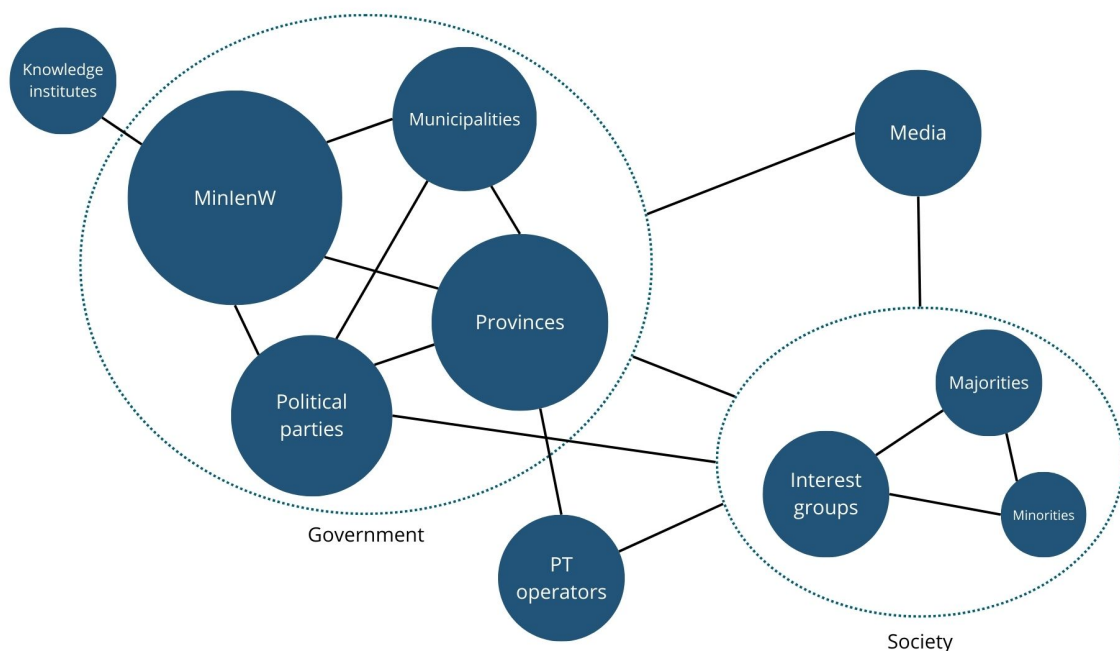 Knowledge
institutes
MinIenW
Municipalities
Media
Provinces
Political
parties
Majorities
Interest
groups
Minorities
Government
PT
operators
Society